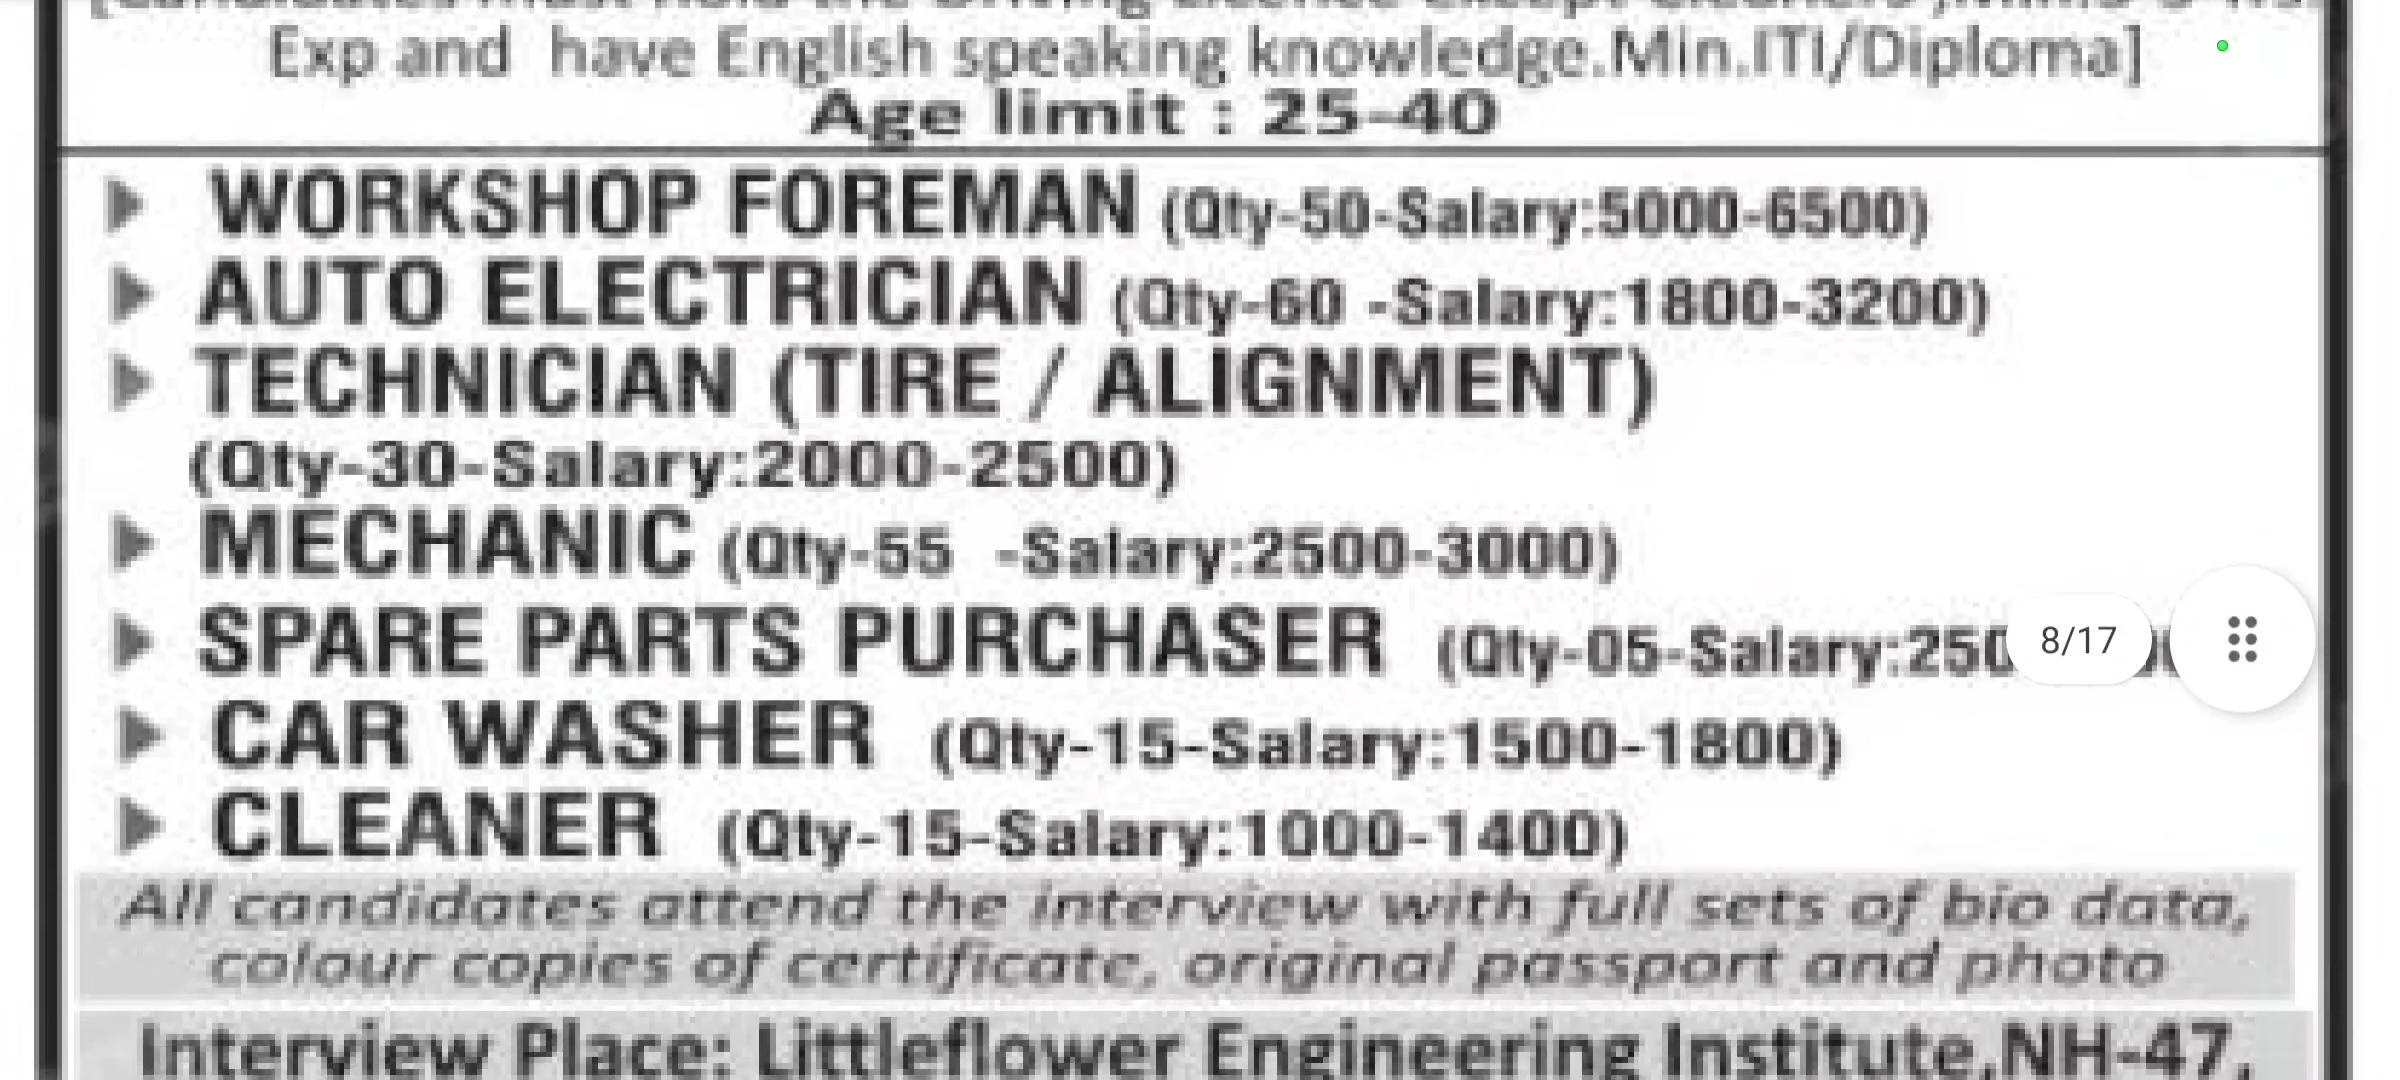 Exp and have English speaking knowledge.Min.ITI/Diploma]
Age limit : 25-40
WORKSHOP FOREMAN (Qty-50-Salary:5000-6500)
AUTO ELECTRICIAN (Qty-60 -Salary:1800-3200)
TECHNICIAN (TIRE / ALIGNMENT)
(Qty-30-Salary:2000-2500)
MECHANIC (Qty-55 -Salary:2500-3000)
SPARE PARTS PURCHASER (Qty-05-Salary:
8/17
CAR WASHER (Qty-15-Salary:1500-1800)
CLEANER (Qty-15-Salary:1000-1400)
All candidates attend the interview with full sets of bio data,
colour copies of certificate, original passport and photo
Interview Place: Littleflower Engineering Institute,NH-47,